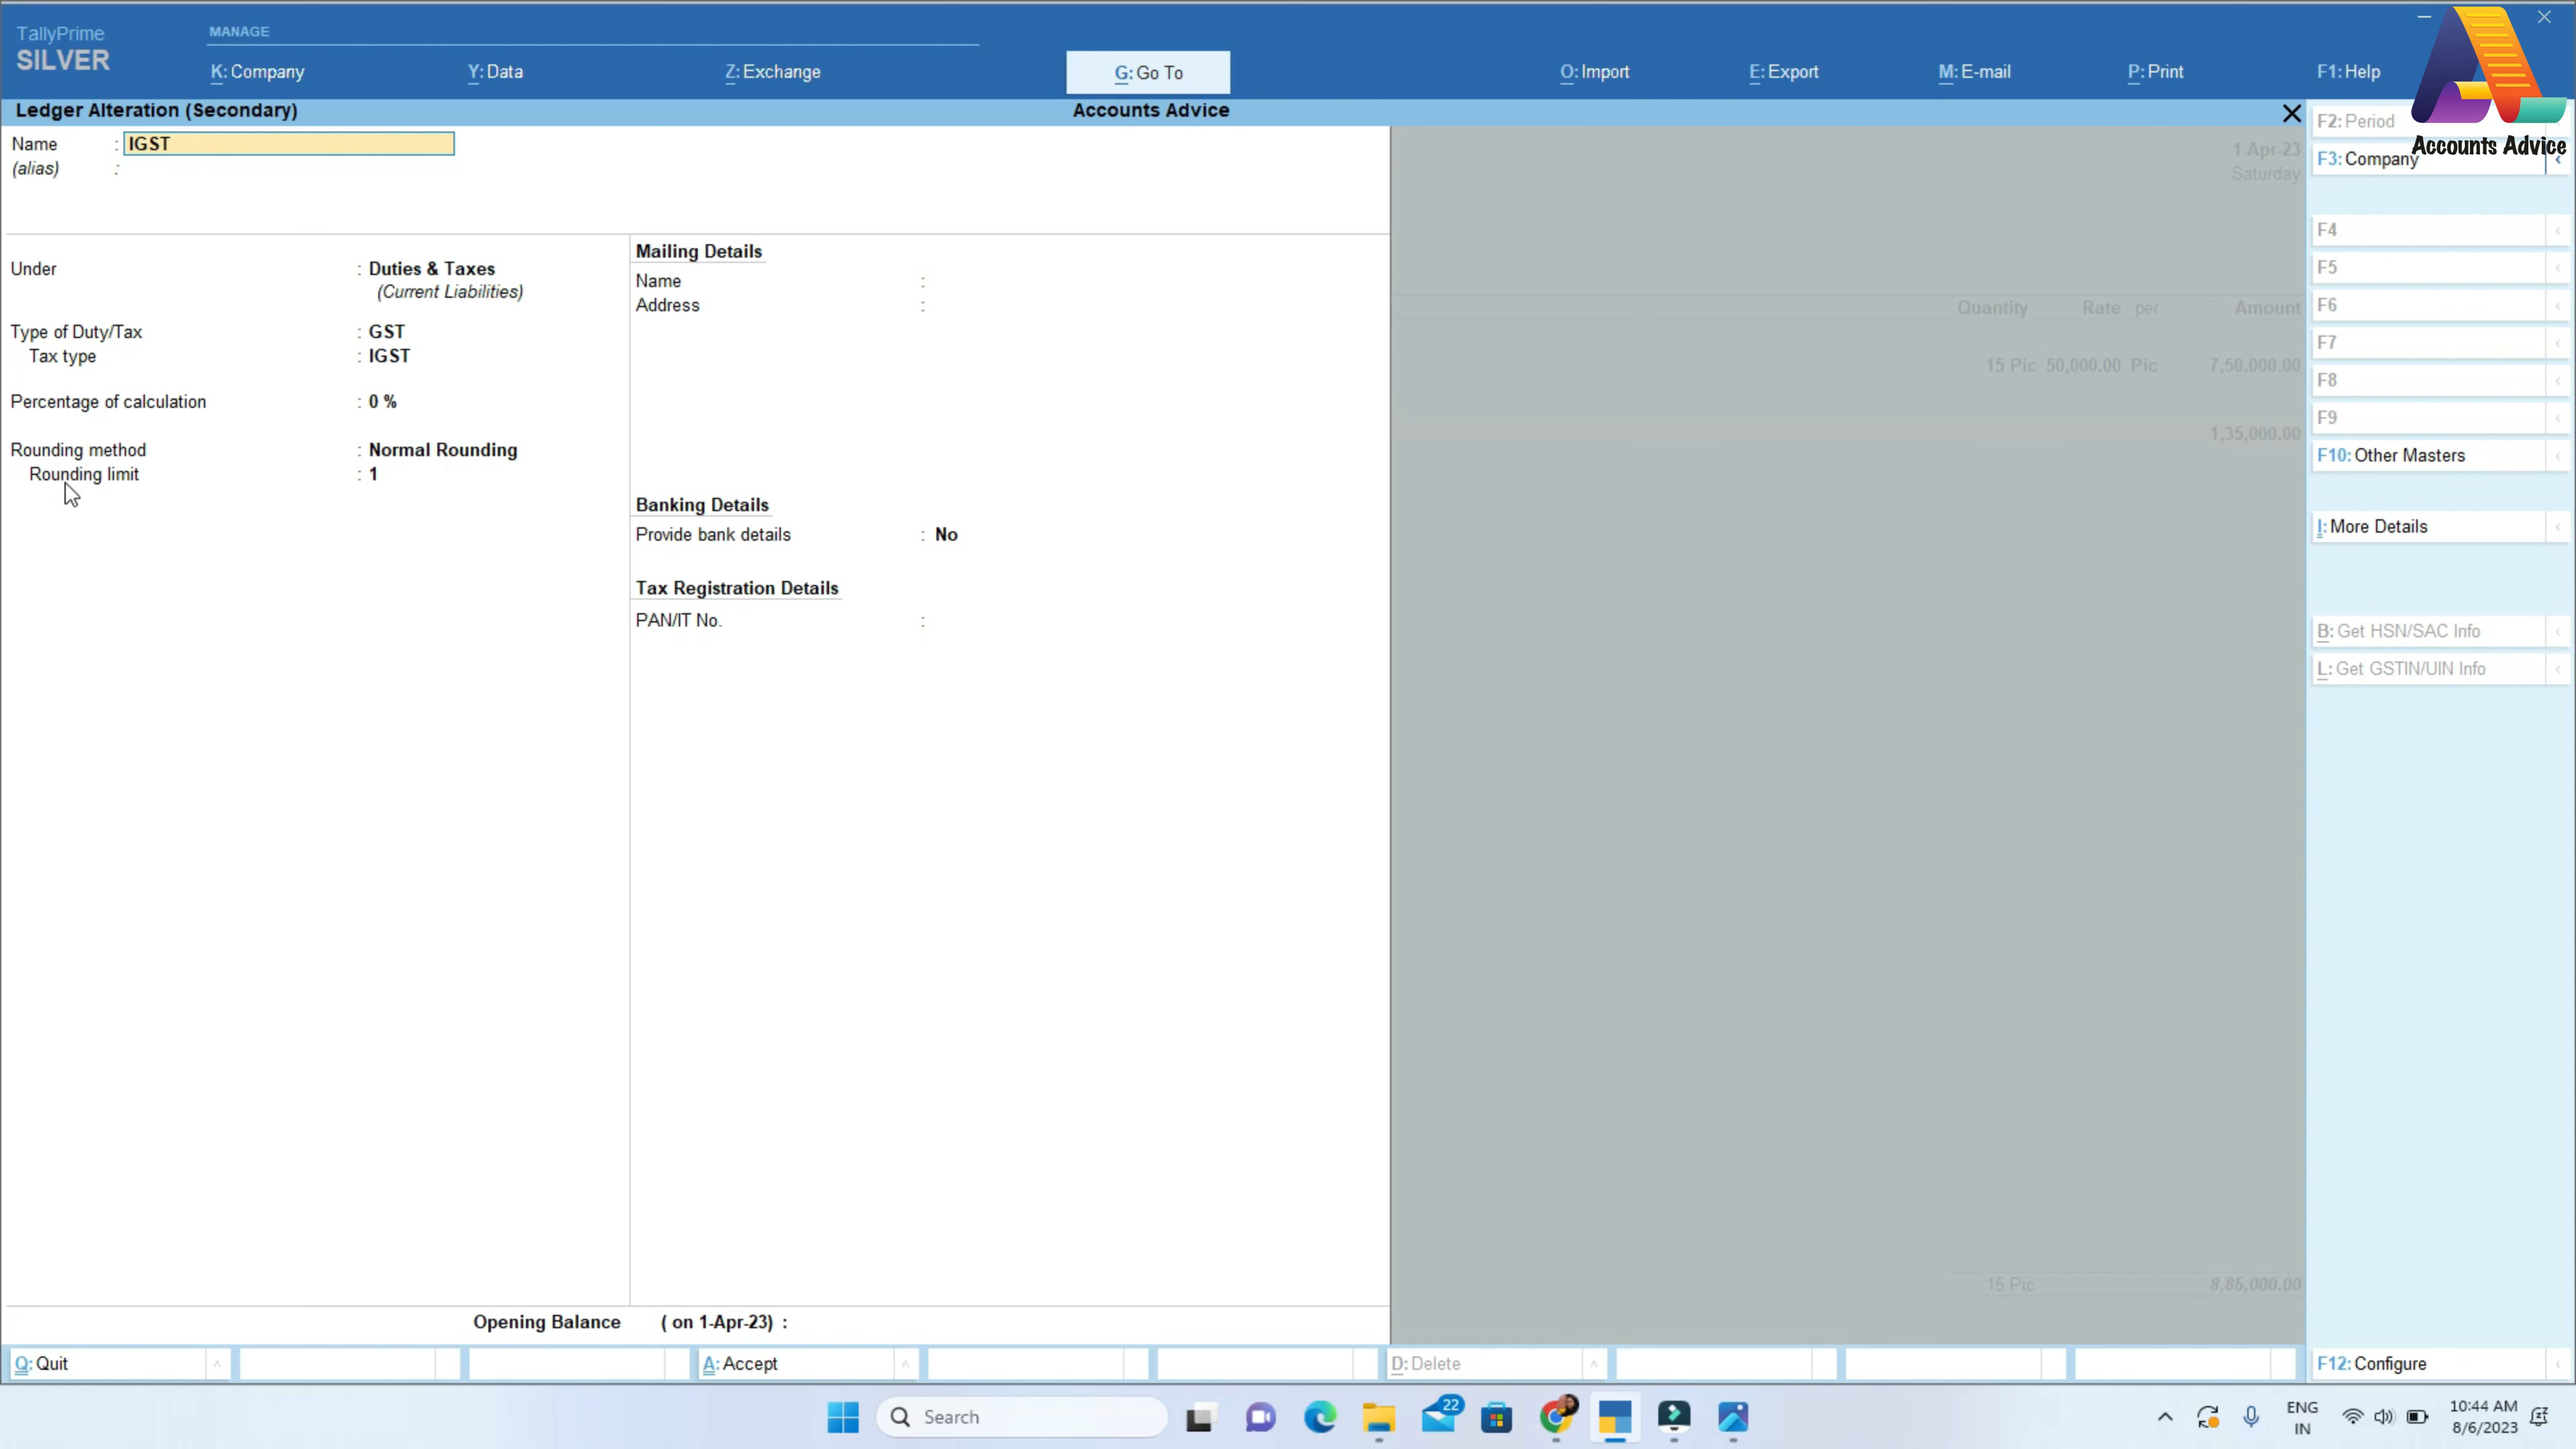 TallyPrime
SILVER
MANAGE
K: Company
Y: Data
Z: Exchange
G: Go To
O: Import
E: Export
M: E-mail
P: Print
F1: Help
Accounts Advice
Ledger Alteration (Secondary)
Accounts Advice
Name : IGST
(alias) :
Under : Duties & Taxes
(Current Liabilities)
Type of Duty/Tax : GST
Tax type : IGST
Percentage of calculation : 0 %
Rounding method : Normal Rounding
Rounding limit : 1
Mailing Details
Name :
Address :
Banking Details
Provide bank details : No
Tax Registration Details
PAN/IT No. :
1-Apr-23
Saturday
Quantity Rate per Amount
15 Pic 50,000.00 Pic 7,50,000.00
1,35,000.00
15 Pic 8,85,000.00
Opening Balance ( on 1-Apr-23) :
F2: Period
F3: Company
F4
F5
F6
F7
F8
F9
F10: Other Masters
I: More Details
B: Get HSN/SAC Info
L: Get GSTIN/UIN Info
F12: Configure
Q: Quit
A: Accept
D: Delete
Search
22
ENG
IN
10:44 AM
8/6/2023